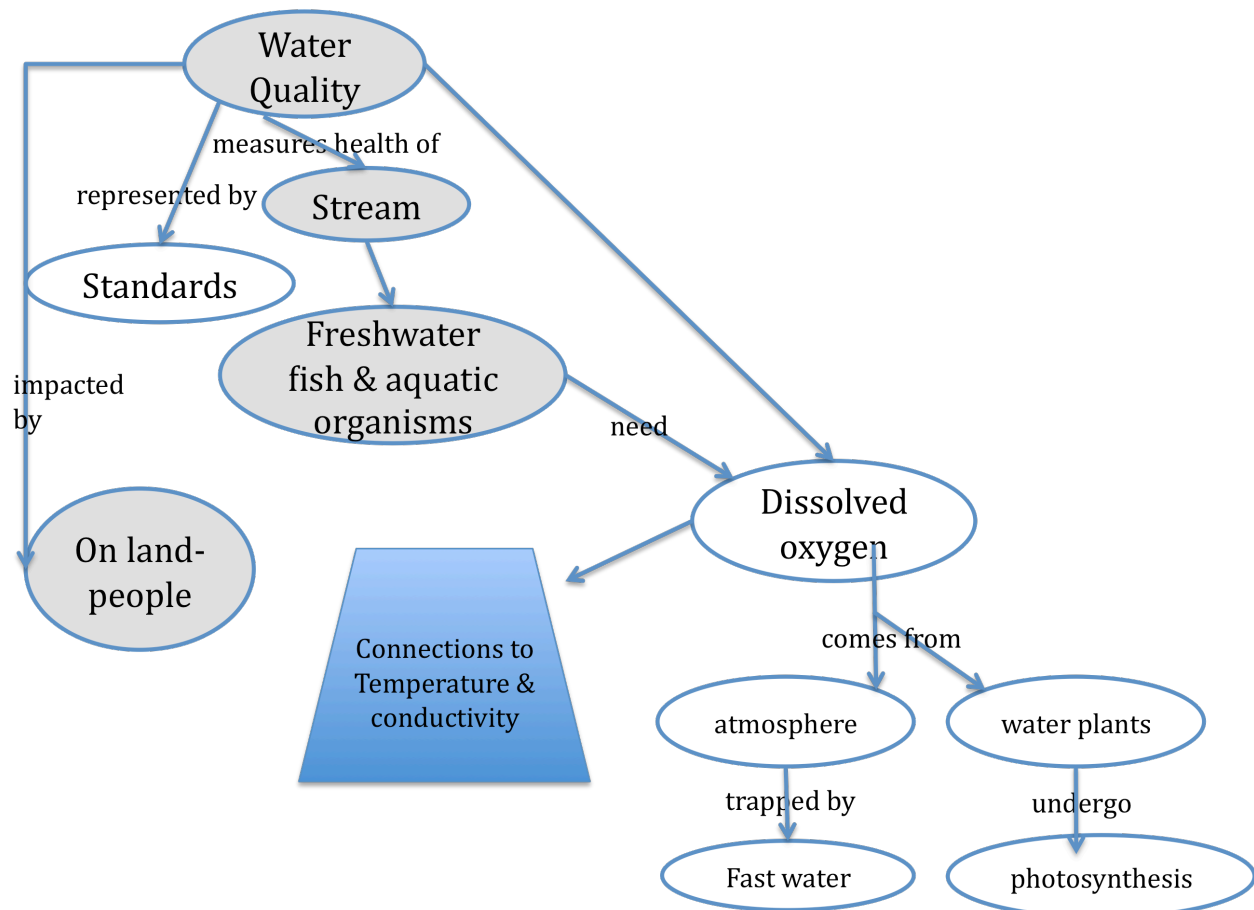 Water
Quality
measures health of
represented by
Stream
Standards
Freshwater
fish & aquatic
organisms
impacted
by
need
Dissolved
oxygen
On land-
people
Connections to
Temperature &
conductivity
comes from
atmosphere
water plants
trapped by
undergo
Fast water
photosynthesis